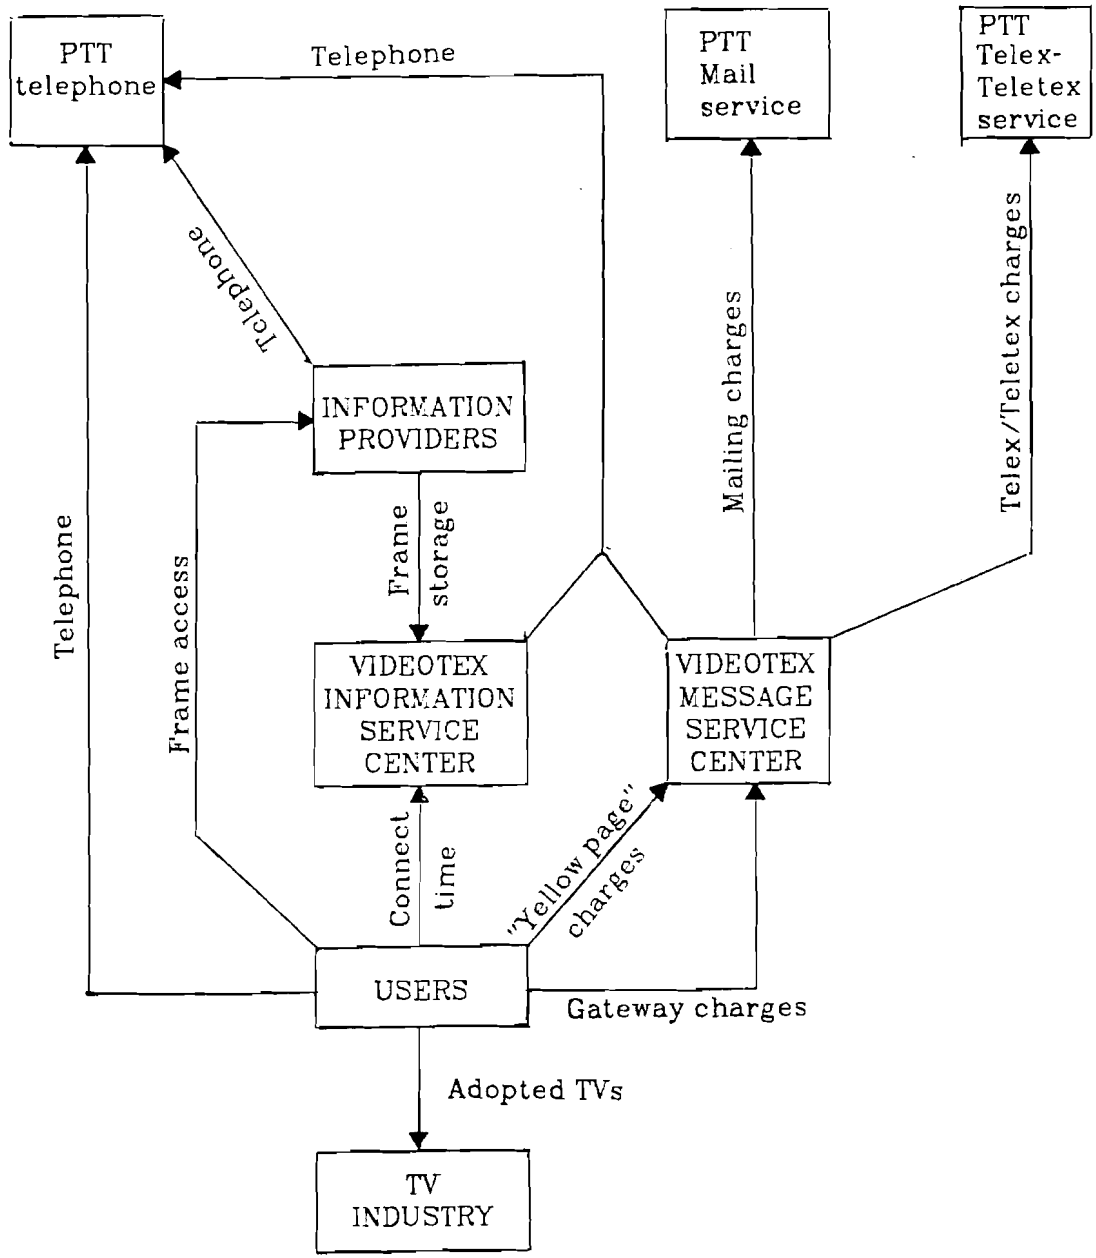 PTT
telephone
Telephone
PTT
Mail
service
PTT
Telex-
Teletex
service
Telephone
INFORMATION
PROVIDERS
Mailing charges
Telex/Teletex charges
Telephone
Frame access
Frame
storage
VIDEOTEX
INFORMATION
SERVICE
CENTER
VIDEOTEX
MESSAGE
SERVICE
CENTER
Connect
time
"Yellow page"
charges
USERS
Gateway charges
Adopted TVs
TV
INDUSTRY